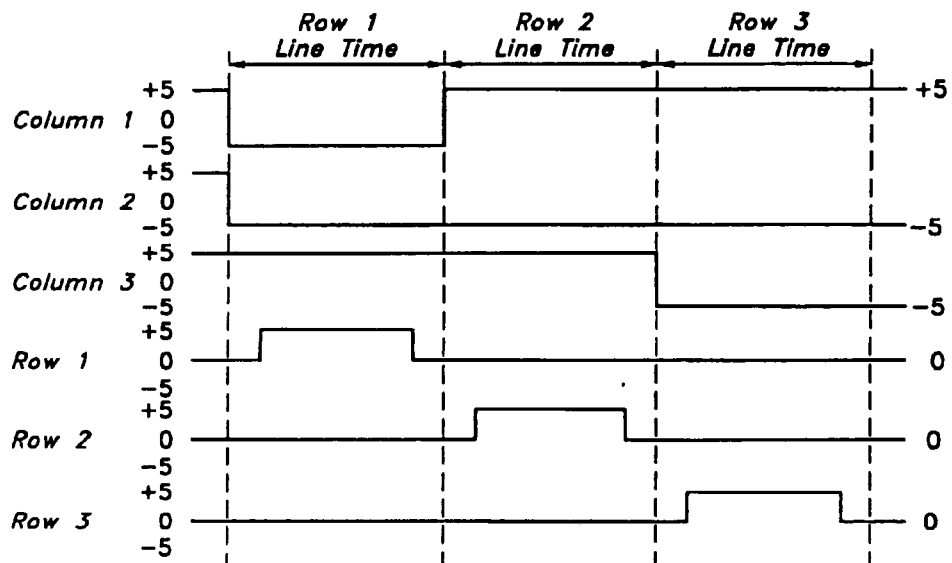 Row 1 Row 2 Row 3
Line Time Line Time Line Time
+5 +5
Column 1 0
-5
+5
Column 2 0
-5 -5
+5
Column 3 0
-5 -5
+5
Row 1 0 0
-5
+5
Row 2 0 0
-5
+5
Row 3 0 0
-5